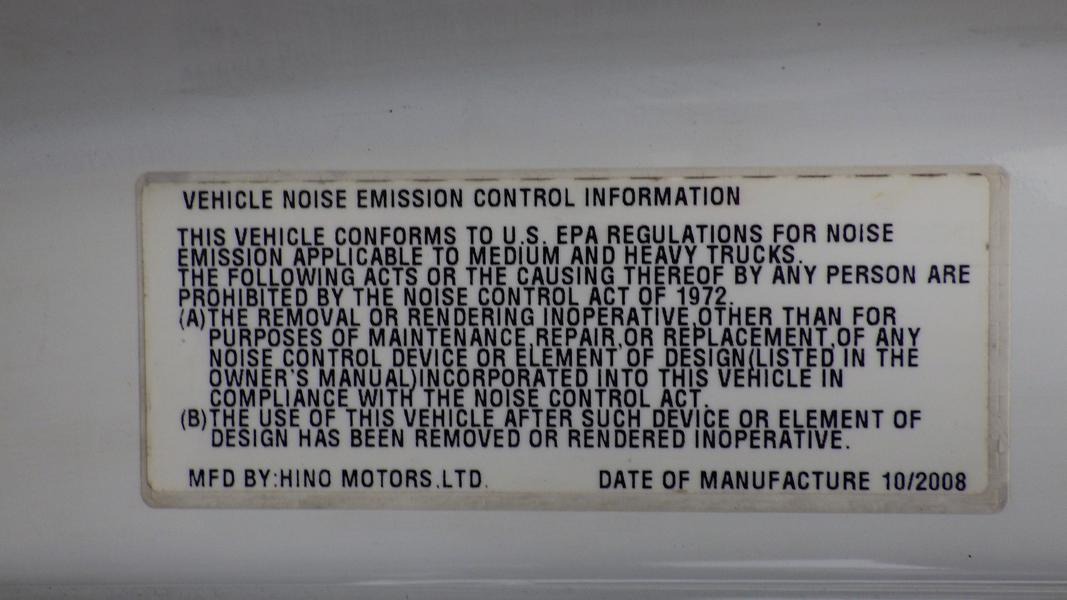 VEHICLE NOISE EMISSION CONTROL INFORMATION
THIS VEHICLE CONFORMS TO U.S. EPA REGULATIONS FOR NOISE
EMISSION APPLICABLE TO MEDIUM AND HEAVY TRUCKS.
THE FOLLOWING ACTS OR THE CAUSING THEREOF BY ANY PERSON ARE
PROHIBITED BY THE NOISE CONTROL ACT OF 1972.
(A)THE REMOVAL OR RENDERING INOPERATIVE,OTHER THAN FOR
PURPOSES OF MAINTENANCE,REPAIR,OR REPLACEMENT,OF ANY
NOISE CONTROL DEVICE OR ELEMENT OF DESIGN(LISTED IN THE
OWNER'S MANUAL)INCORPORATED INTO THIS VEHICLE IN
COMPLIANCE WITH THE NOISE CONTROL ACT.
(B)THE USE OF THIS VEHICLE AFTER SUCH DEVICE OR ELEMENT OF
DESIGN HAS BEEN REMOVED OR RENDERED INOPERATIVE.
MFD BY:HINO MOTORS.LTD. DATE OF MANUFACTURE 10/2008